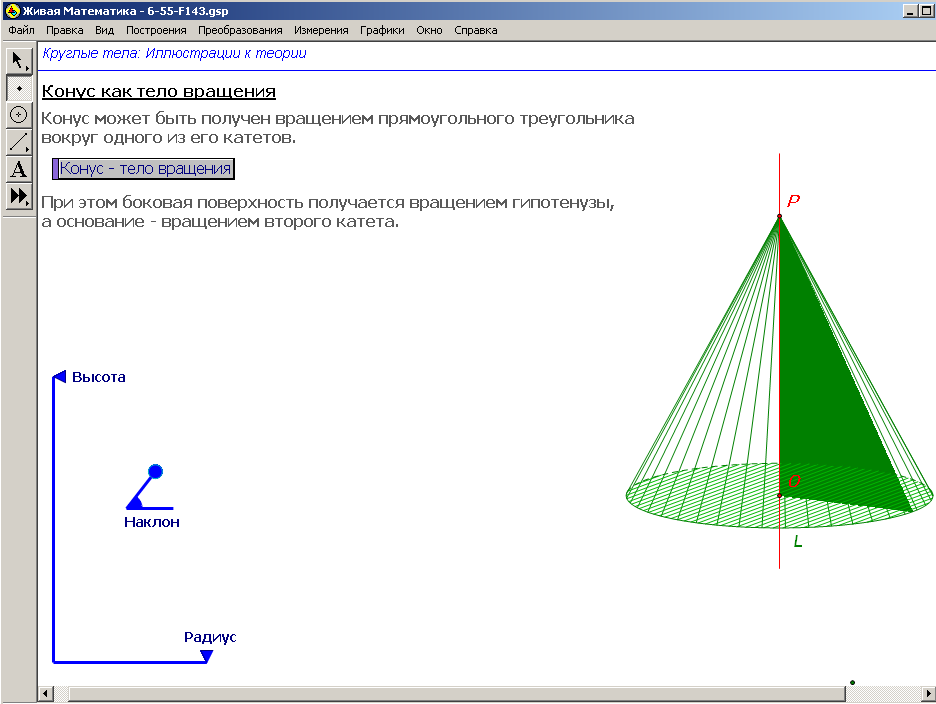 Живая Математика - 6-55-F143.gsp
Файл Правка Вид Построения Преобразования Измерения Графики Окно Справка
Круглые тела: Иллюстрации к теории
Конус как тело вращения
Конус может быть получен вращением прямоугольного треугольника
вокруг одного из его катетов.
Конус - тело вращения
При этом боковая поверхность получается вращением гипотенузы,
а основание - вращением второго катета.
A
P
Высота
O
Наклон
L
Радиус